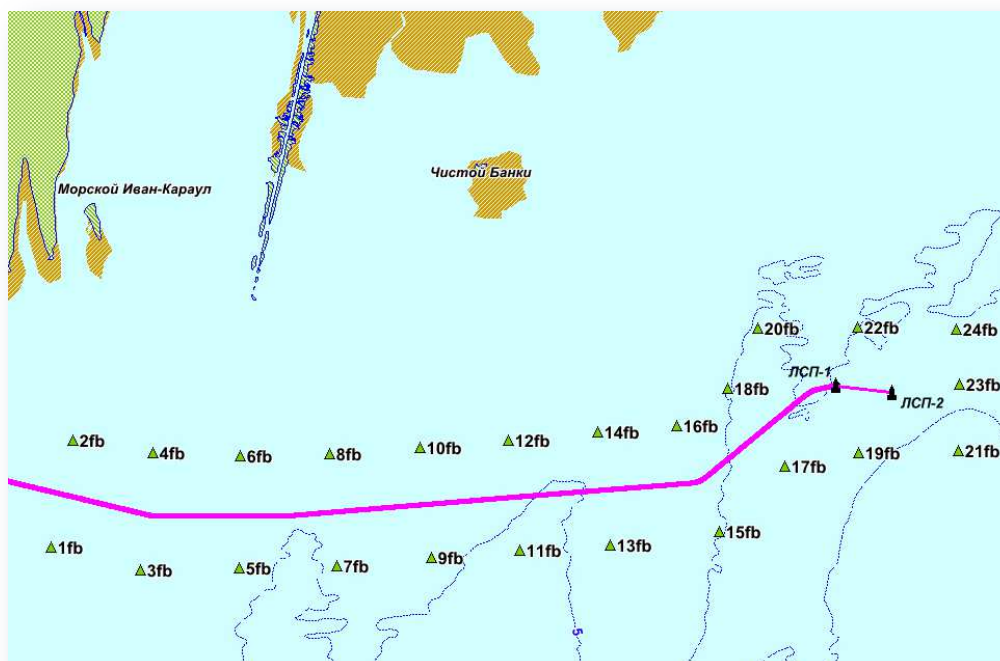 Чистой Банки
Морской Иван-Караул
20fb
22fb
24fb
ЛСП-1
18fb
23fb
ЛСП-2
16fb
14fb
2fb
12fb
10fb
4fb
6fb
8fb
19fb
21fb
17fb
15fb
13fb
1fb
11fb
9fb
3fb
5fb
7fb
5